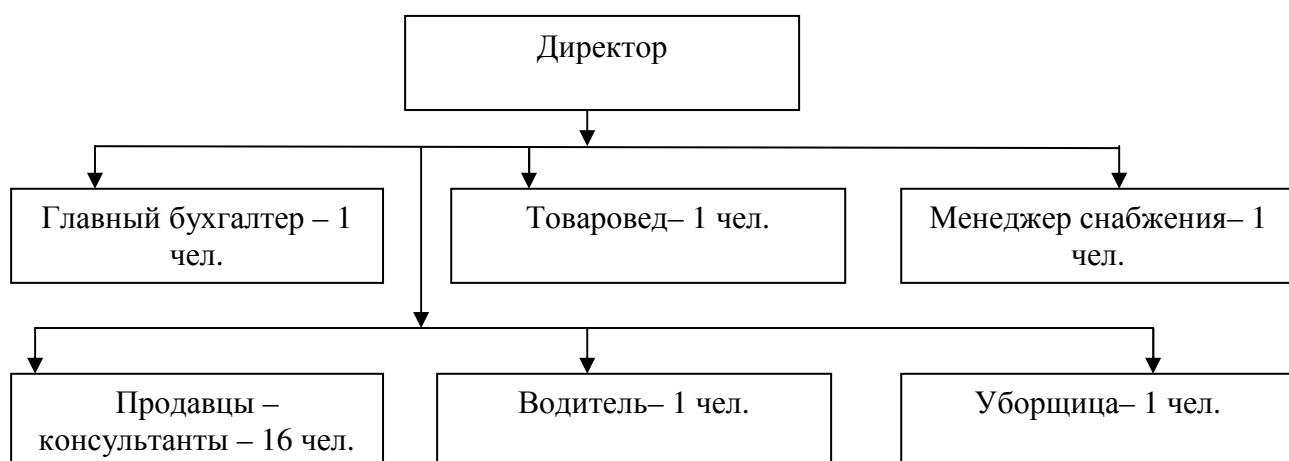 Директор
Главный бухгалтер – 1
чел.
Товаровед– 1 чел.
Менеджер снабжения– 1
чел.
Продавцы –
консультанты – 16 чел.
Водитель– 1 чел.
Уборщица– 1 чел.